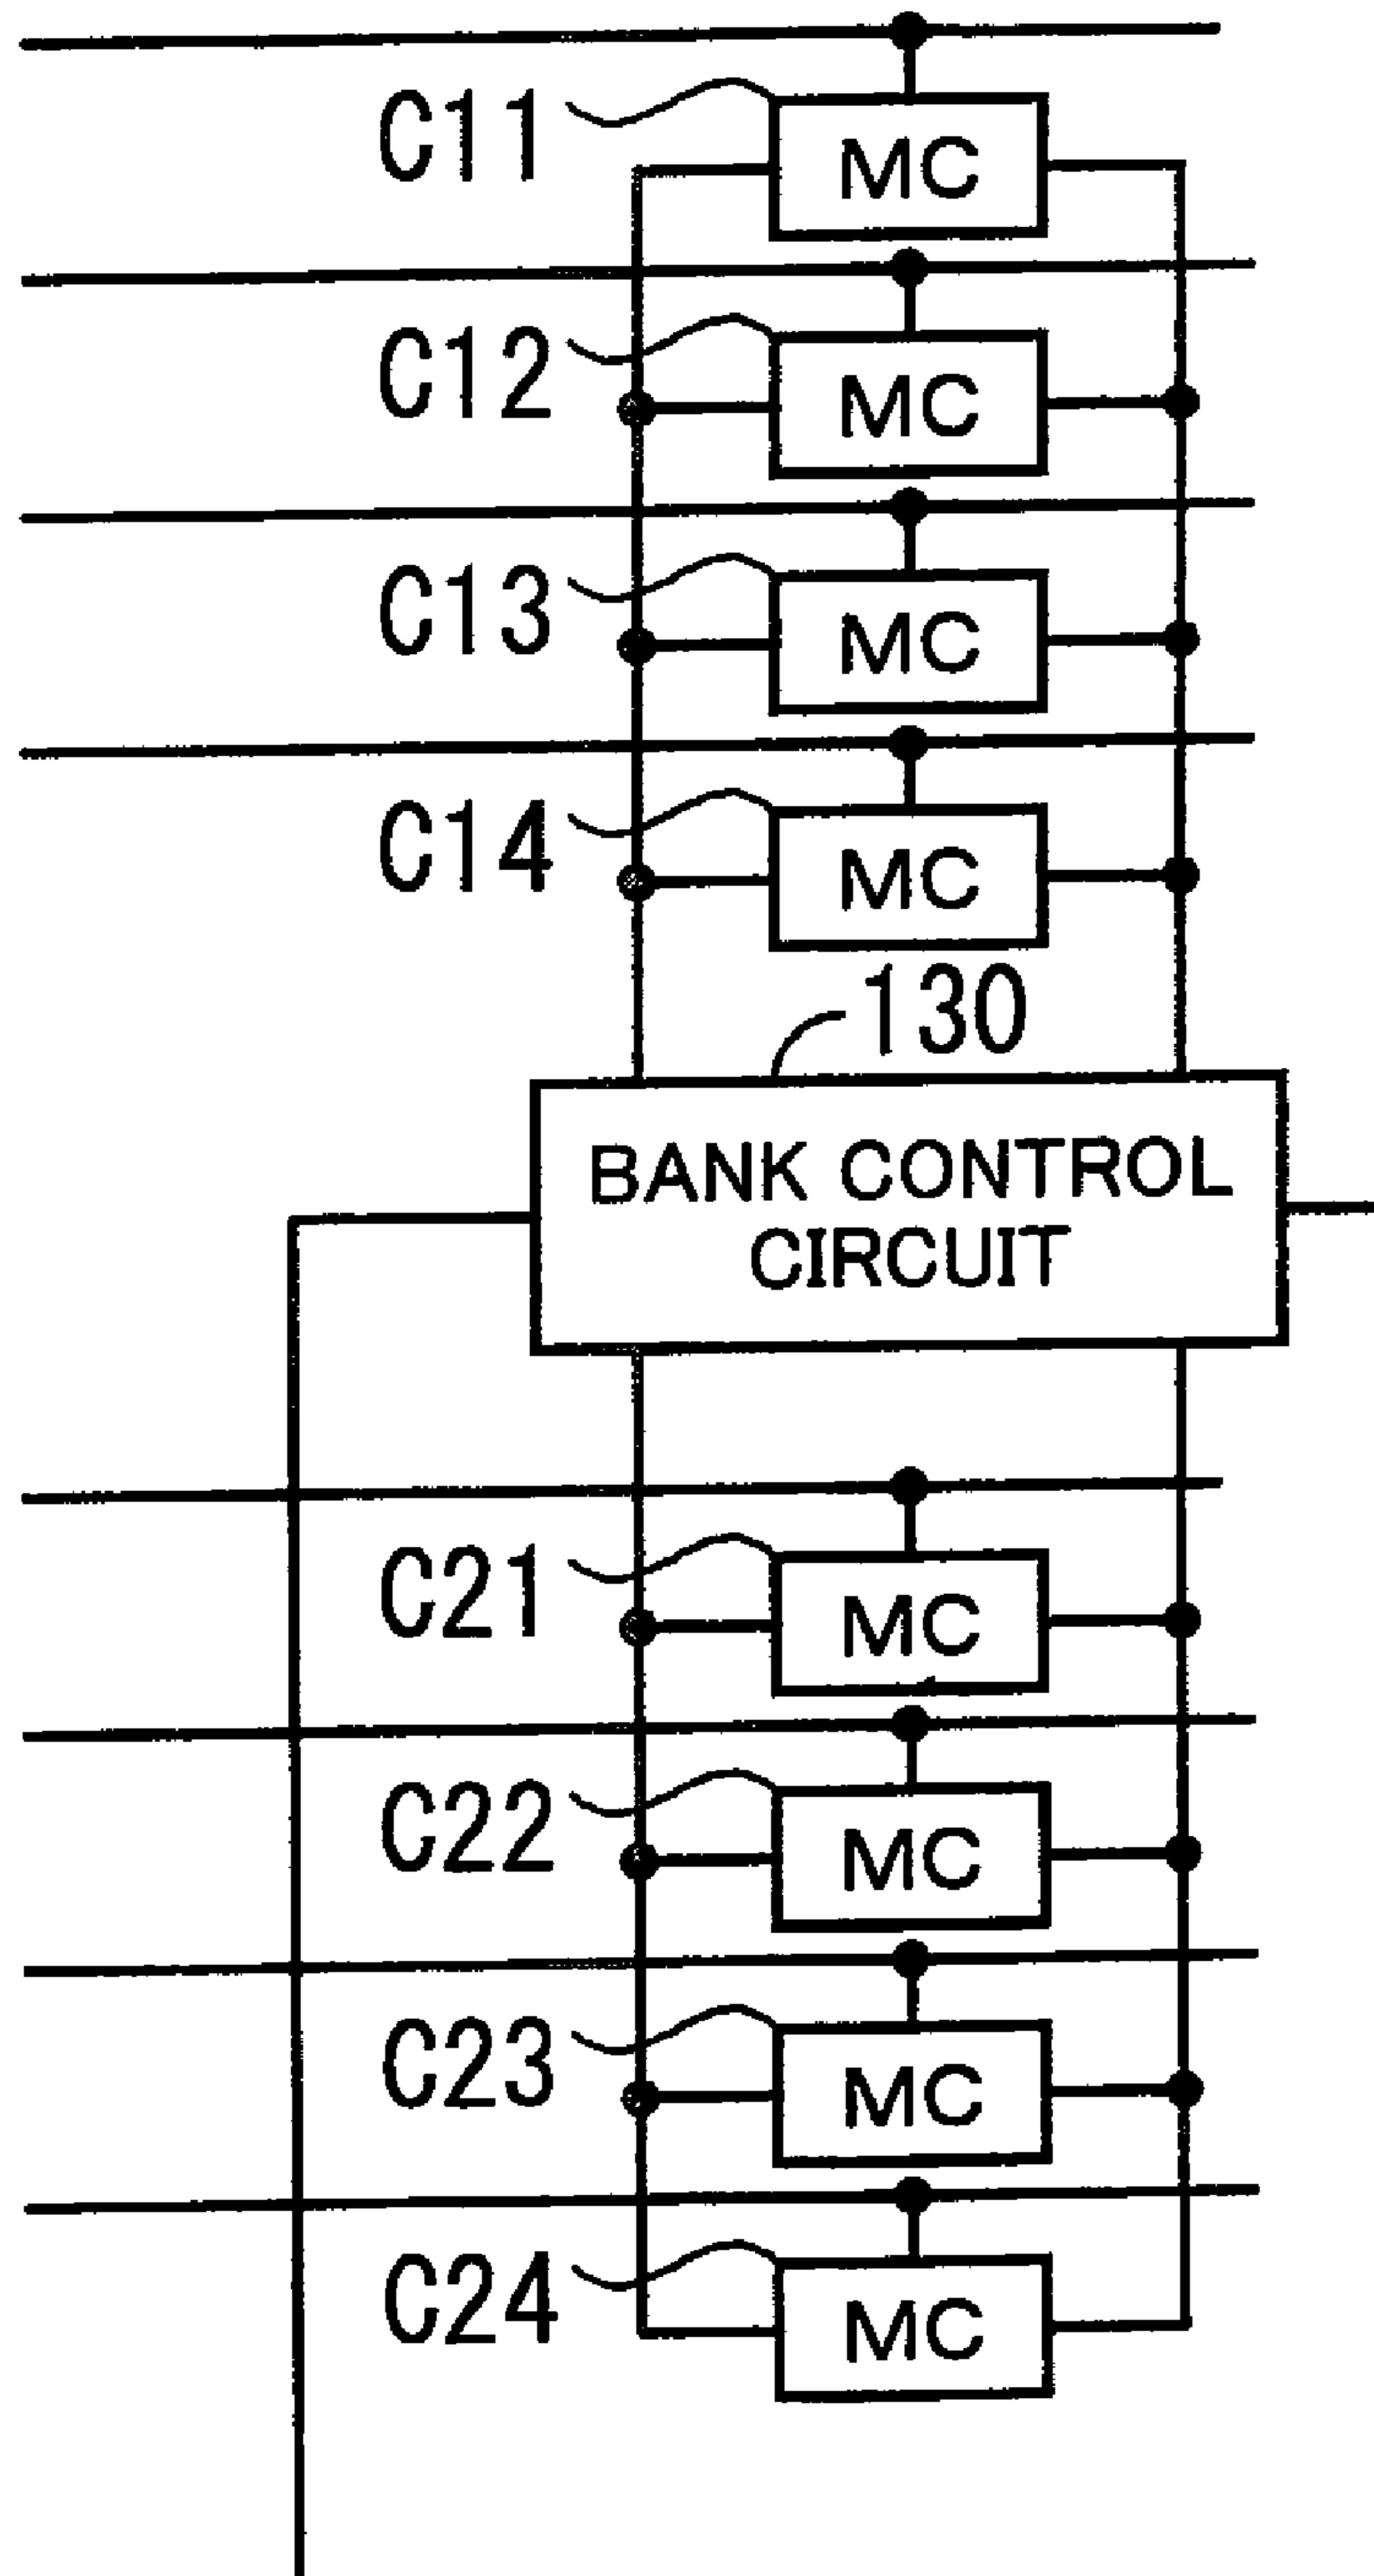 C11
MC
C12
MC
C13
MC
C14
MC
130
BANK CONTROL
CIRCUIT
C21
MC
C22
MC
C23
MC
C24
MC